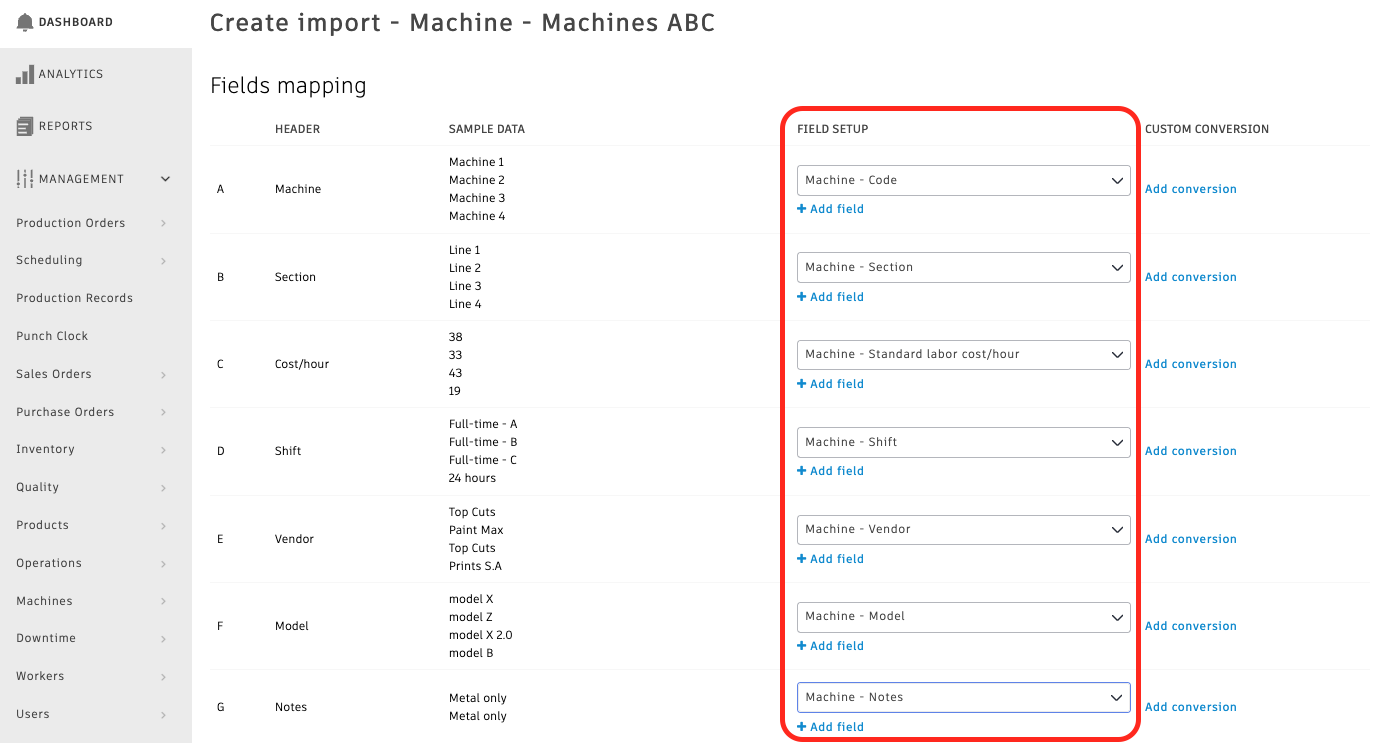 DASHBOARD
ANALYTICS
REPORTS
MANAGEMENT
Production Orders
Scheduling
Production Records
Punch Clock
Sales Orders
Purchase Orders
Inventory
Quality
Products
Operations
Machines
Downtime
Workers
Users
Create import - Machine - Machines ABC
Fields mapping
HEADER SAMPLE DATA FIELD SETUP CUSTOM CONVERSION
A Machine
Machine 1
Machine 2
Machine 3
Machine 4
Machine - Code
+ Add field
Add conversion
B Section
Line 1
Line 2
Line 3
Line 4
Machine - Section
+ Add field
Add conversion
C Cost/hour
38
33
43
19
Machine - Standard labor cost/hour
+ Add field
Add conversion
D Shift
Full-time - A
Full-time - B
Full-time - C
24 hours
Machine - Shift
+ Add field
Add conversion
E Vendor
Top Cuts
Paint Max
Top Cuts
Prints S.A
Machine - Vendor
+ Add field
Add conversion
F Model
model X
model Z
model X 2.0
model B
Machine - Model
+ Add field
Add conversion
G Notes
Metal only
Metal only
Machine - Notes
+ Add field
Add conversion